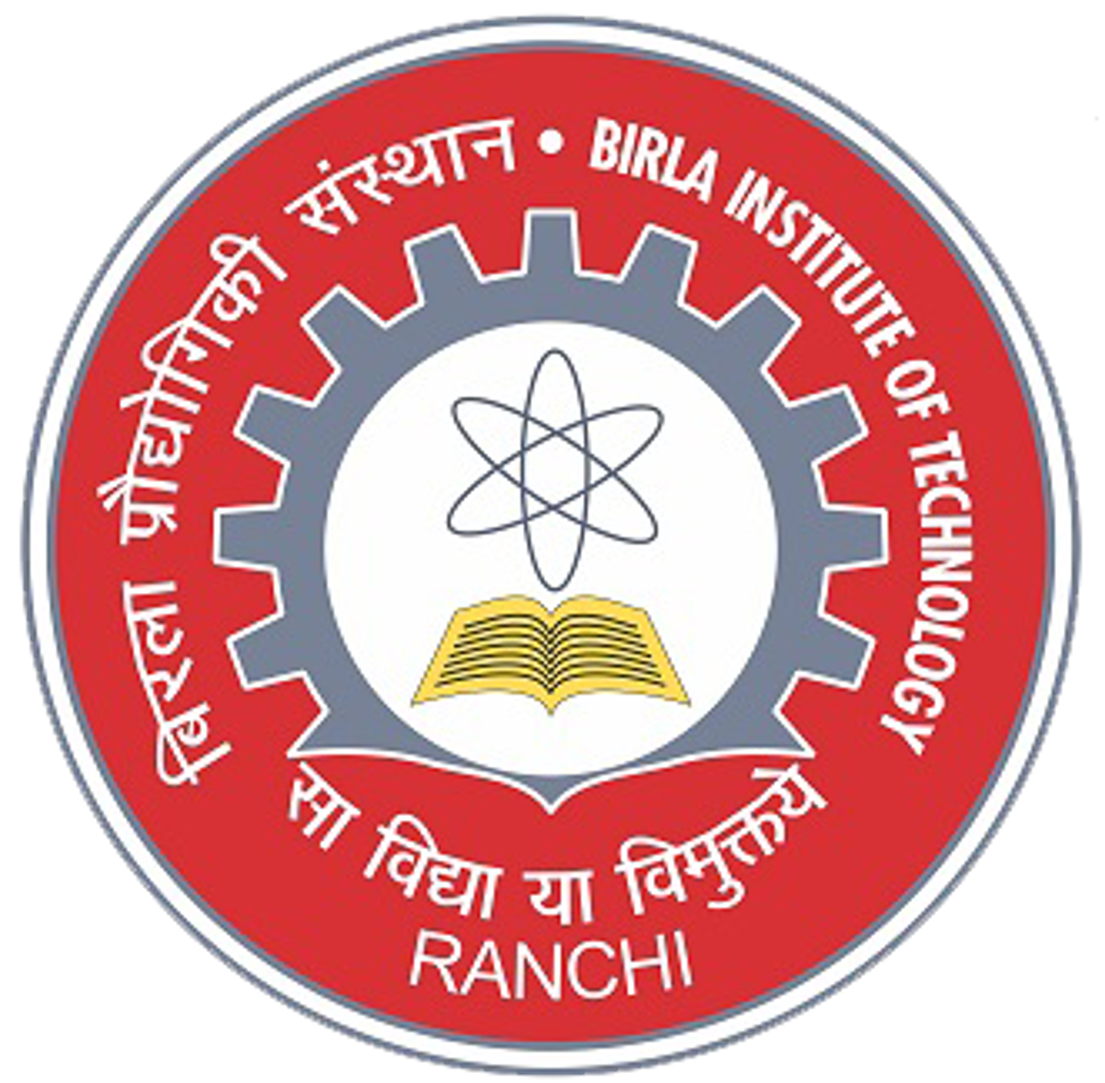 बिरला प्रौद्योगिकी संस्थान • BIRLA INSTITUTE OF TECHNOLOGY
सा विद्या या विमुक्तये
RANCHI